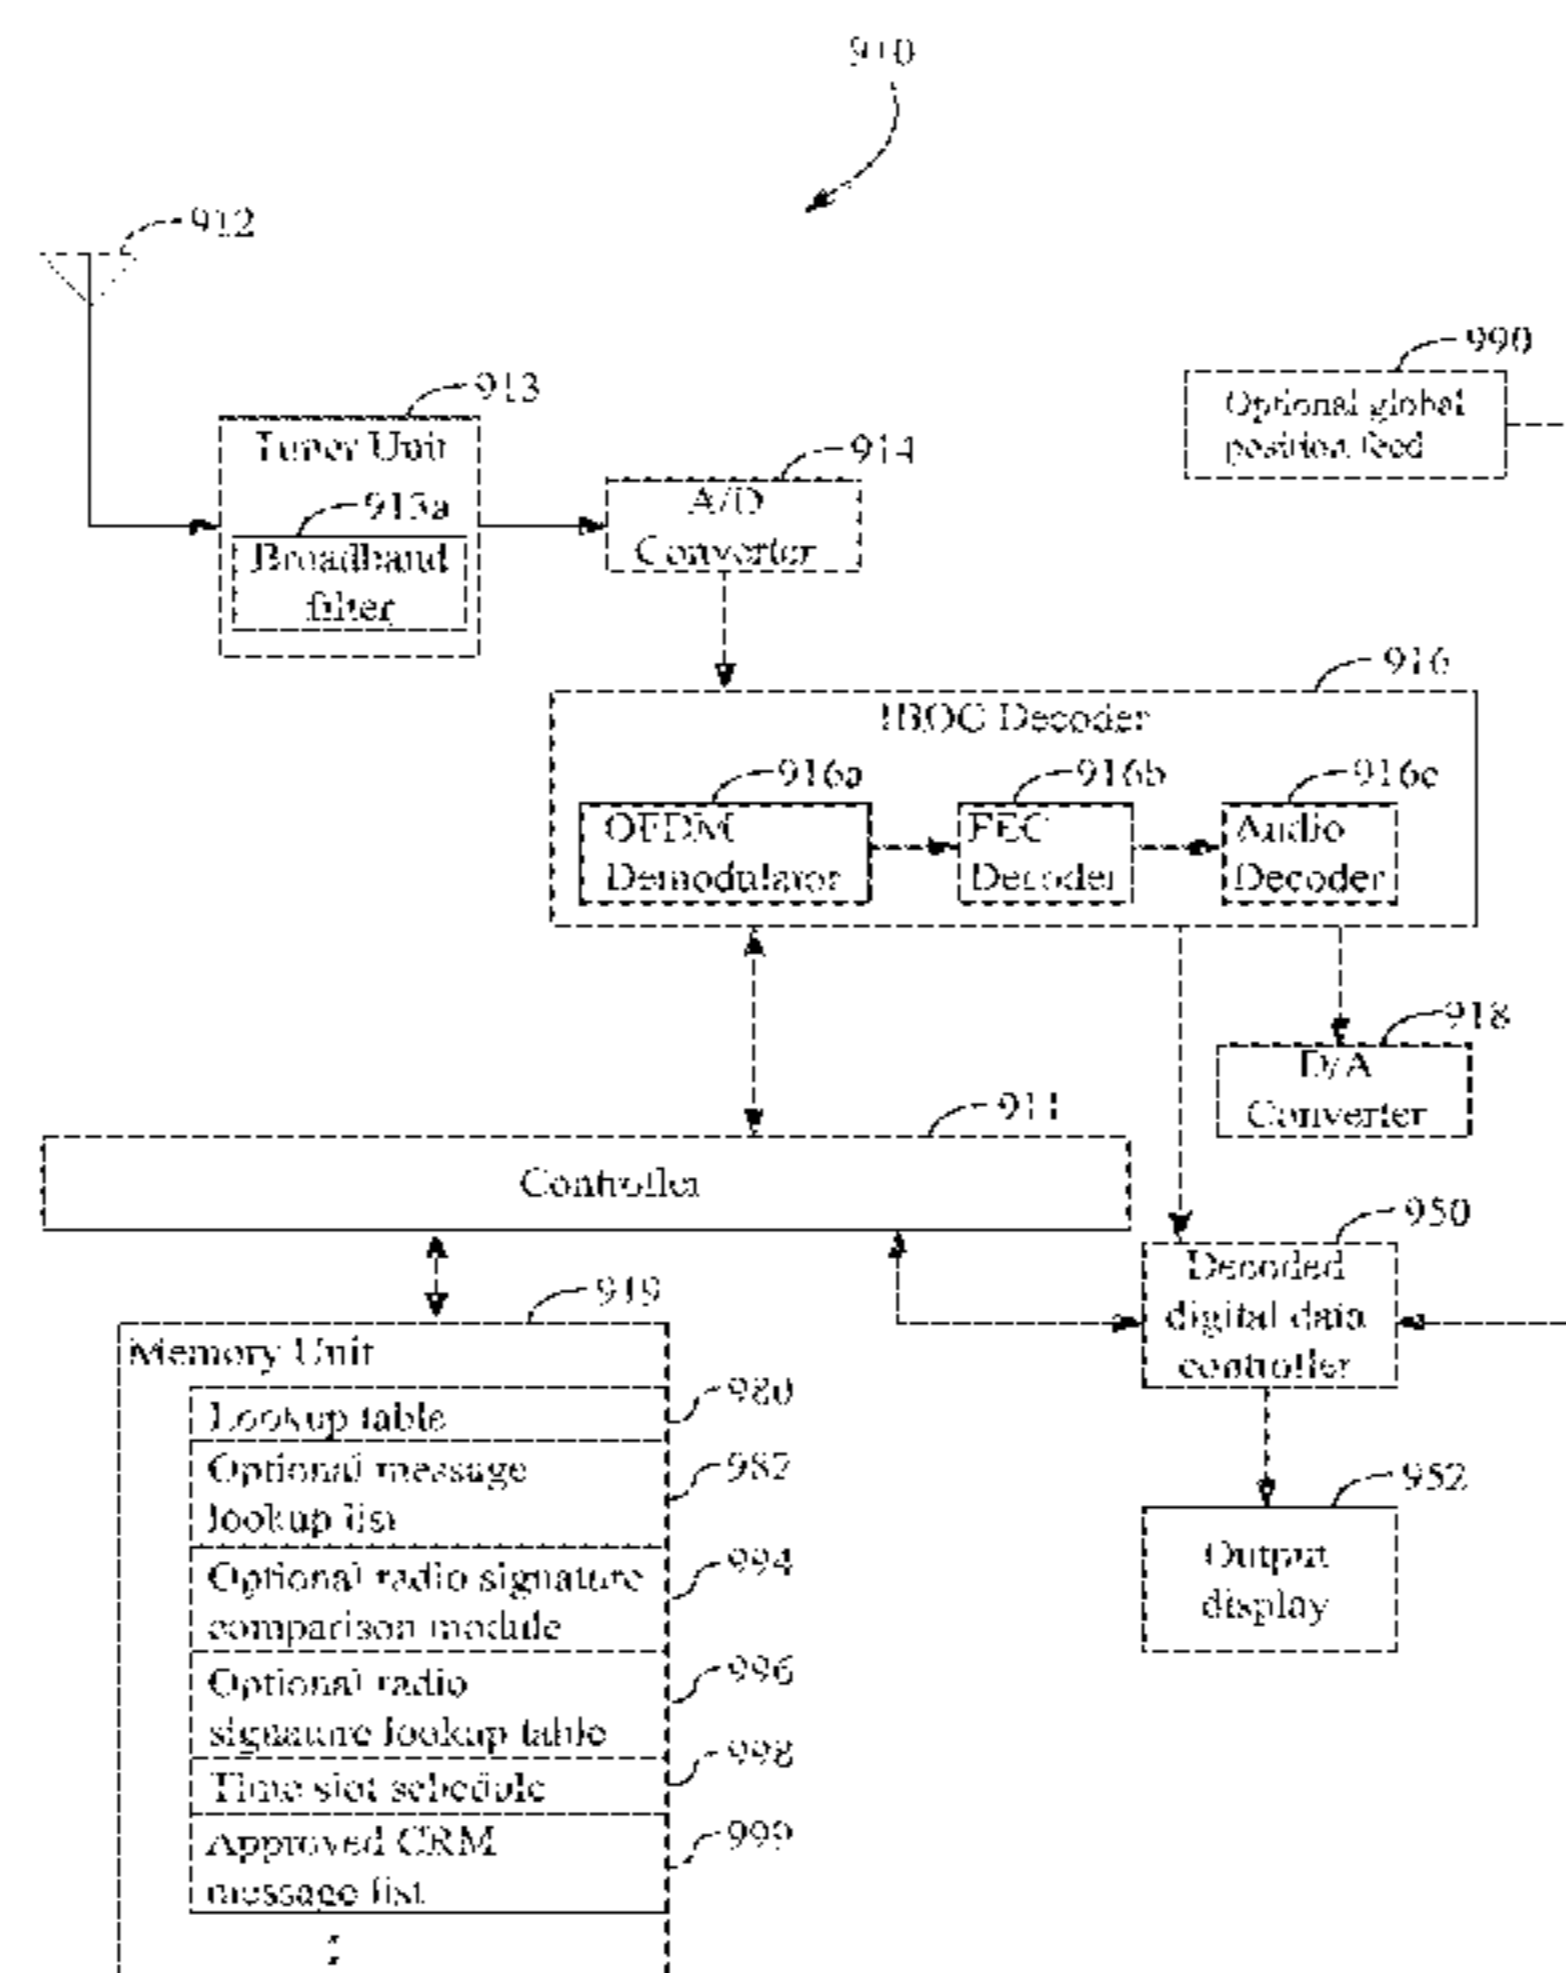 910
912
990
Optional global
position feed
913
Tuner Unit
913a
Broadband
filter
914
A/D
Converter
916
IBOC Decoder
916a
OFDM
Demodulator
916b
FEC
Decoder
916c
Audio
Decoder
918
D/A
Converter
911
Controller
950
Decoded
digital data
controller
919
Memory Unit
Lookup table
980
Optional message
lookup list
982
Optional radio signature
comparison module
994
Optional radio
signature lookup table
996
Time slot schedule
998
Approved CRM
message list
999
952
Output
display